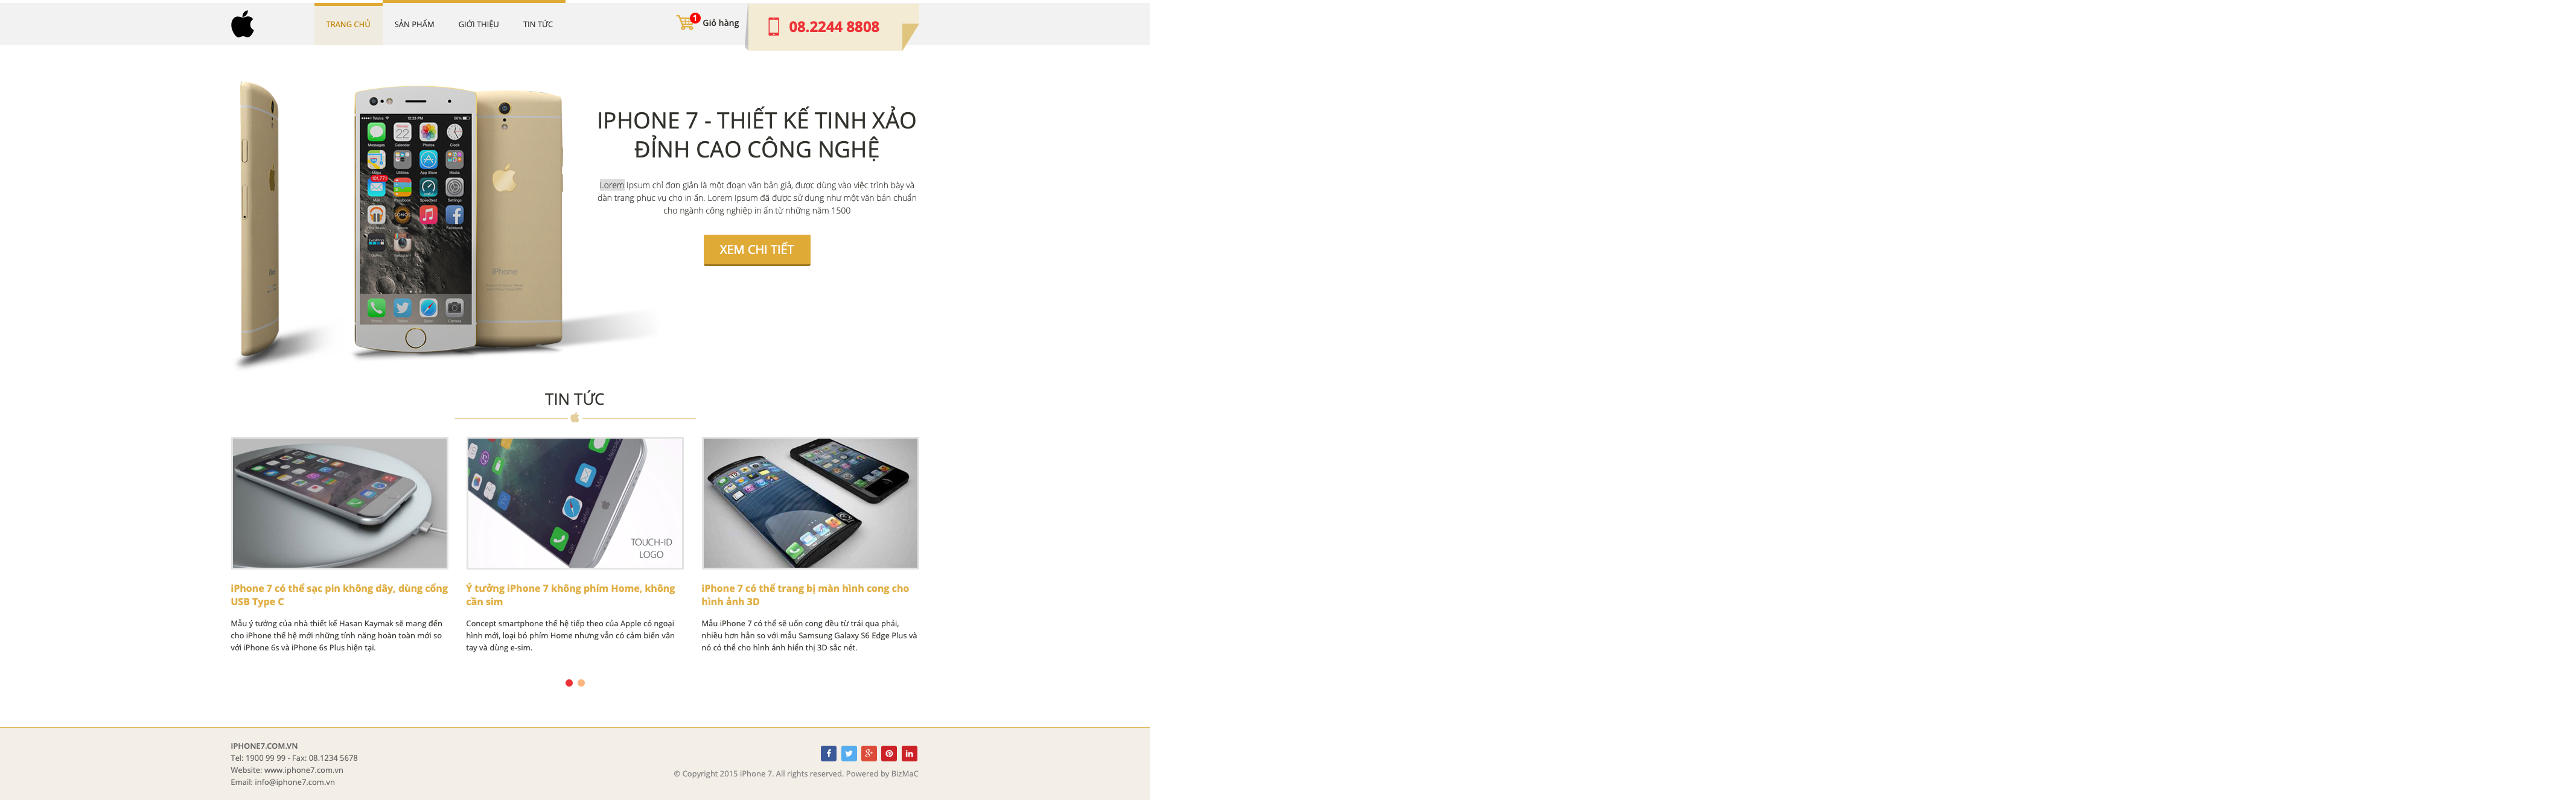 TRANG CHỦ
SẢN PHẨM
GIỚI THIỆU
TIN TỨC
1
Giỏ hàng
08.2244 8808
IPHONE 7 - THIẾT KẾ TINH XẢO
ĐỈNH CAO CÔNG NGHỆ
Lorem Ipsum chỉ đơn giản là một đoạn văn bản giả, được dùng vào việc trình bày và
dàn trang phục vụ cho in ấn. Lorem Ipsum đã được sử dụng như một văn bản chuẩn
cho ngành công nghiệp in ấn từ những năm 1500
XEM CHI TIẾT
Messages Calendar Photos Clock
Maps Utilities App Store Media
iPhone
TIN TỨC
TOUCH-ID
LOGO
iPhone 7 có thể sạc pin không dây, dùng cổng
USB Type C
Mẫu ý tưởng của nhà thiết kế Hasan Kaymak sẽ mang đến
cho iPhone thế hệ mới những tính năng hoàn toàn mới so
với iPhone 6s và iPhone 6s Plus hiện tại.
Ý tưởng iPhone 7 không phím Home, không
cần sim
Concept smartphone thế hệ tiếp theo của Apple có ngoại
hình mới, loại bỏ phím Home nhưng vẫn có cảm biến vân
tay và dùng e-sim.
iPhone 7 có thể trang bị màn hình cong cho
hình ảnh 3D
Mẫu iPhone 7 có thể sẽ uốn cong đều từ trái qua phải,
nhiều hơn hẳn so với mẫu Samsung Galaxy S6 Edge Plus và
nó có thể cho hình ảnh hiển thị 3D sắc nét.
IPHONE7.COM.VN
Tel: 1900 99 99 - Fax: 08.1234 5678
Website: www.iphone7.com.vn
Email: info@iphone7.com.vn
© Copyright 2015 iPhone 7. All rights reserved. Powered by BizMaC